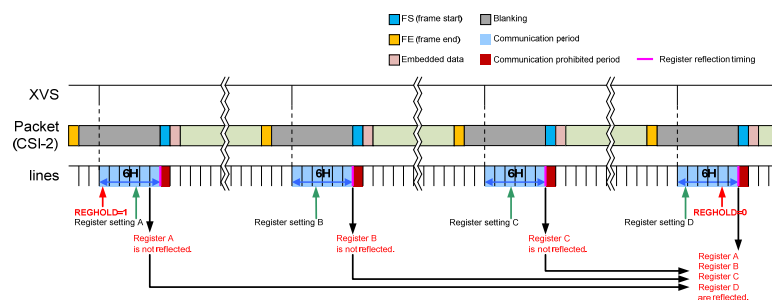 FS (frame start)
Blanking
FE (frame end)
Communication period
Embedded data
Communication prohibited period
Register reflection timing
XVS
Packet
(CSI-2)
lines
6H
6H
6H
6H
REGHOLD=1
Register setting A
Register setting B
Register setting C
Register setting D
REGHOLD=0
Register A
is not reflected.
Register B
is not reflected.
Register C
is not reflected.
Register A
Register B
Register C
Register D
are reflected.